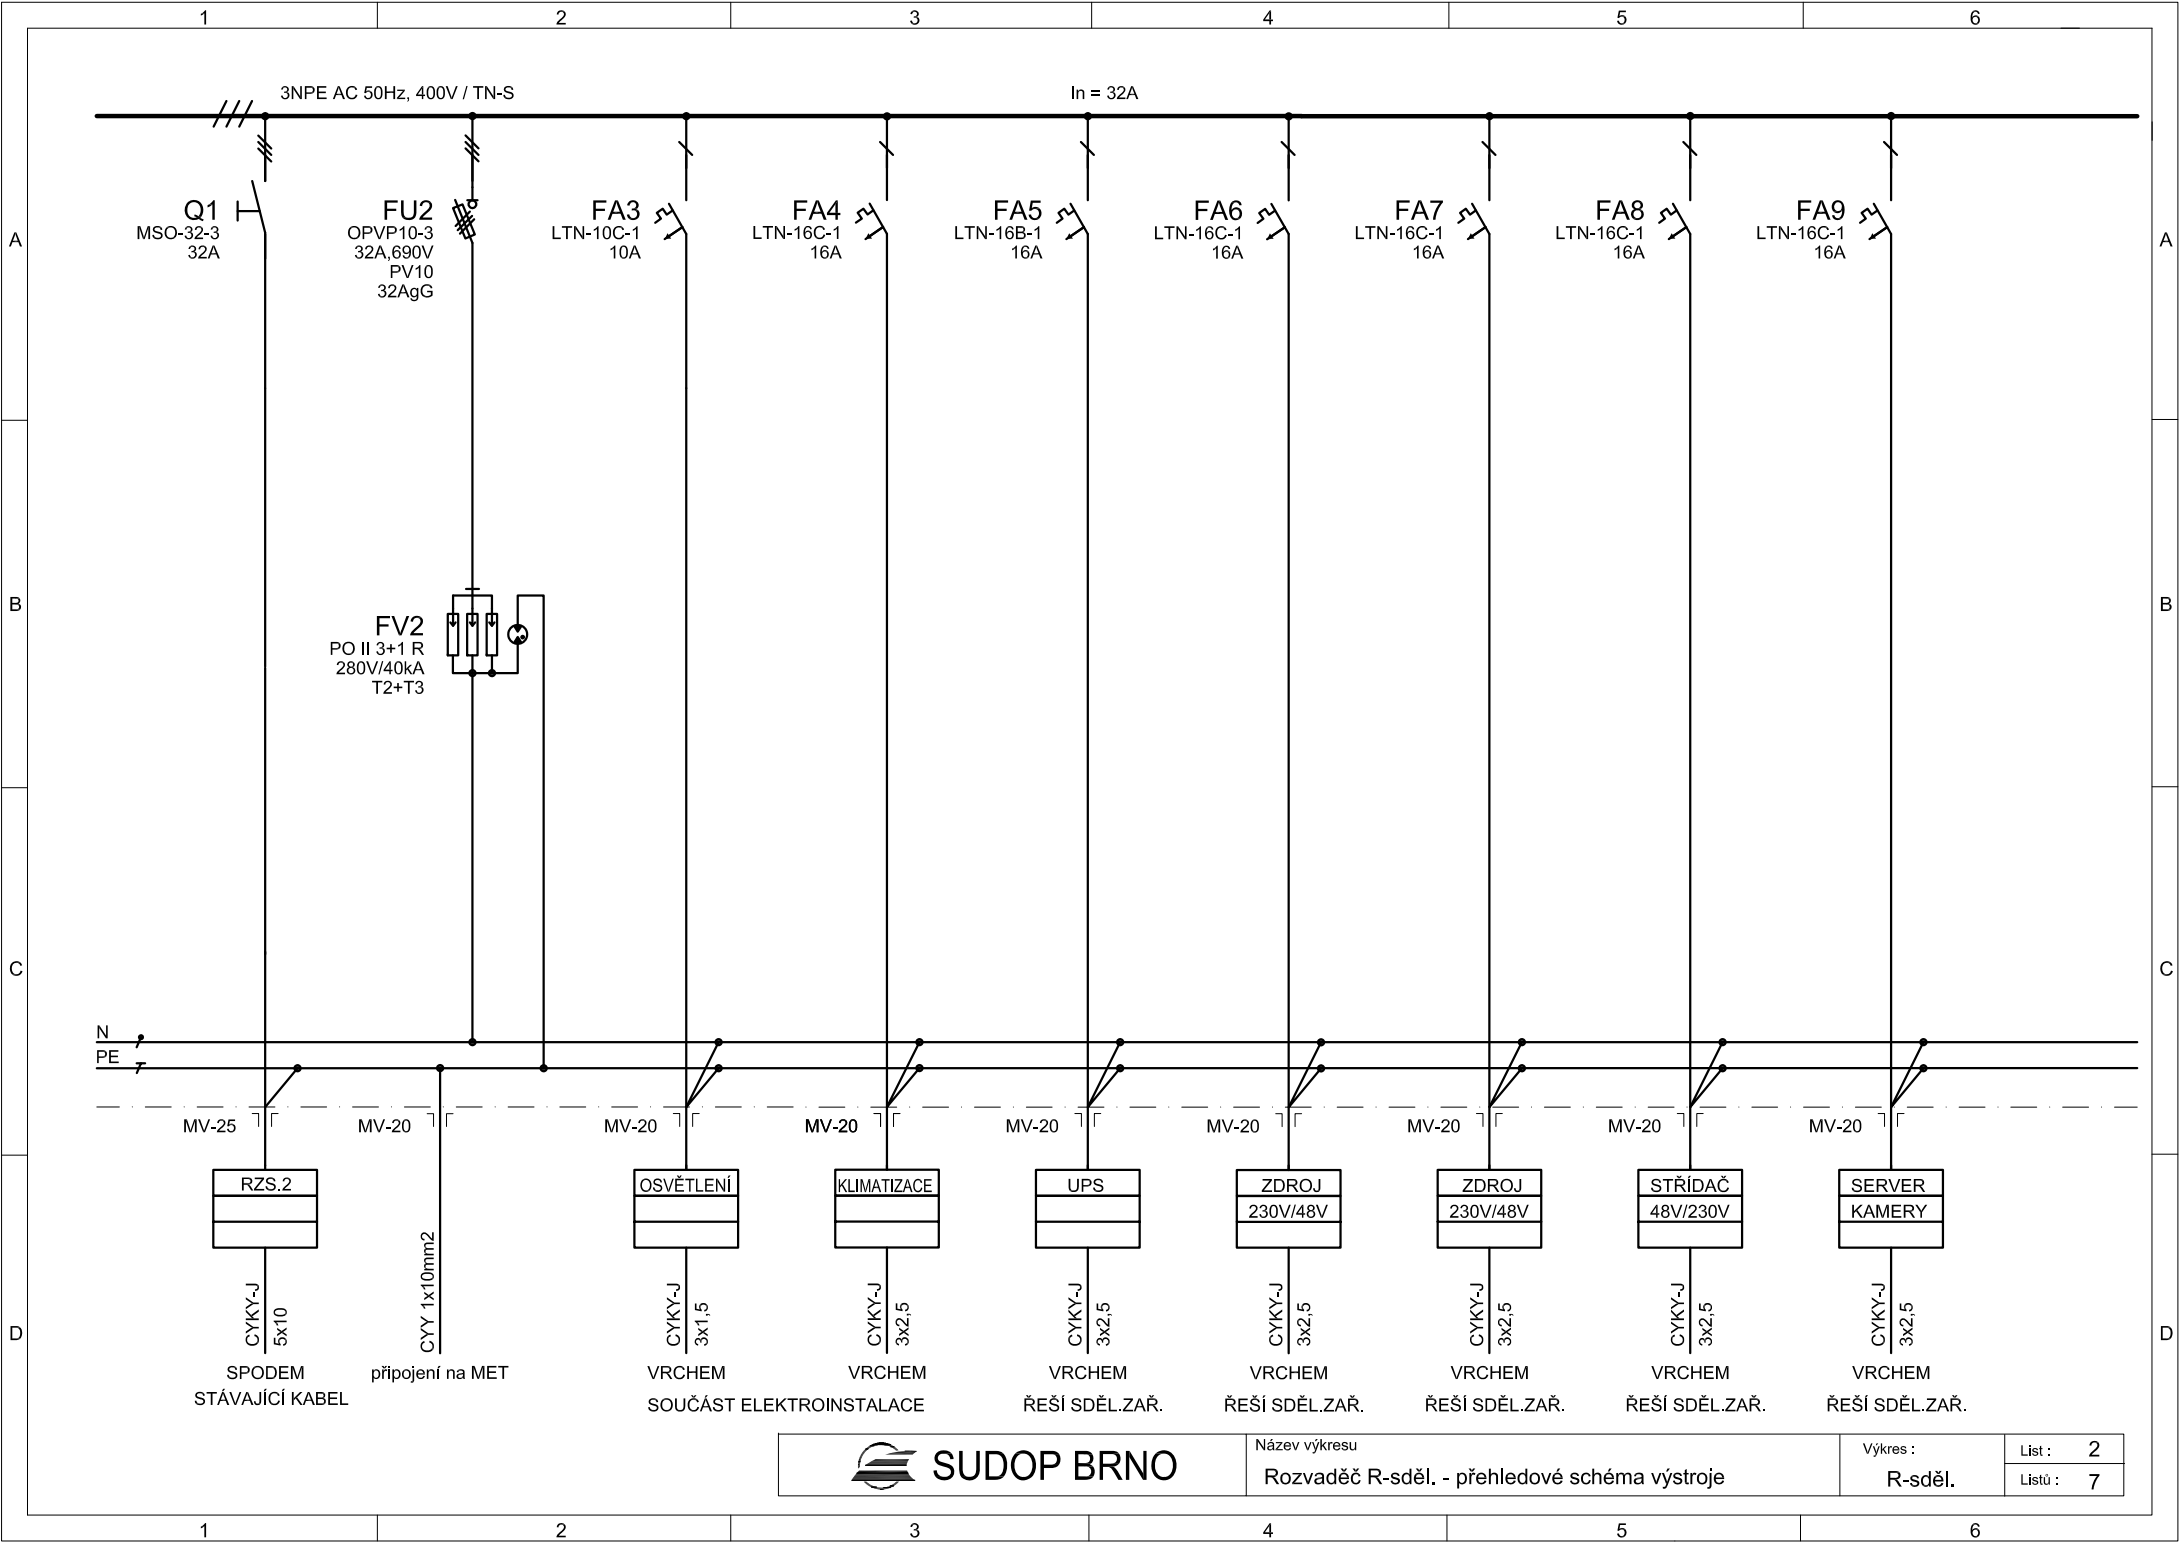 1 2 3 4 5 6
3NPE AC 50Hz, 400V / TN-S
In = 32A
A
A
Q1
MSO-32-3
32A
FU2
OPVP10-3
32A,690V
PV10
32AgG
FA3
LTN-10C-1
10A
FA4
LTN-16C-1
16A
FA5
LTN-16B-1
16A
FA6
LTN-16C-1
16A
FA7
LTN-16C-1
16A
FA8
LTN-16C-1
16A
FA9
LTN-16C-1
16A
B
B
FV2
PO II 3+1 R
280V/40kA
T2+T3
C
C
N
PE
MV-25
MV-20
MV-20
MV-20
MV-20
MV-20
MV-20
MV-20
MV-20
RZS.2
OSVĚTLENÍ
KLIMATIZACE
UPS
ZDROJ
230V/48V
ZDROJ
230V/48V
STŘÍDAČ
48V/230V
SERVER
KAMERY
D
D
CYKY-J
5x10
CYY 1x10mm2
CYKY-J
3x1,5
CYKY-J
3x2,5
CYKY-J
3x2,5
CYKY-J
3x2,5
CYKY-J
3x2,5
CYKY-J
3x2,5
CYKY-J
3x2,5
SPODEM
STÁVAJÍCÍ KABEL
připojení na MET
VRCHEM
VRCHEM
SOUČÁST ELEKTROINSTALACE
VRCHEM
ŘEŠÍ SDĚL.ZAŘ.
VRCHEM
ŘEŠÍ SDĚL.ZAŘ.
VRCHEM
ŘEŠÍ SDĚL.ZAŘ.
VRCHEM
ŘEŠÍ SDĚL.ZAŘ.
VRCHEM
ŘEŠÍ SDĚL.ZAŘ.
SUDOP BRNO
Název výkresu
Rozvaděč R-sděl. - přehledové schéma výstroje
Výkres :
R-sděl.
List : 2
Listů : 7
1 2 3 4 5 6